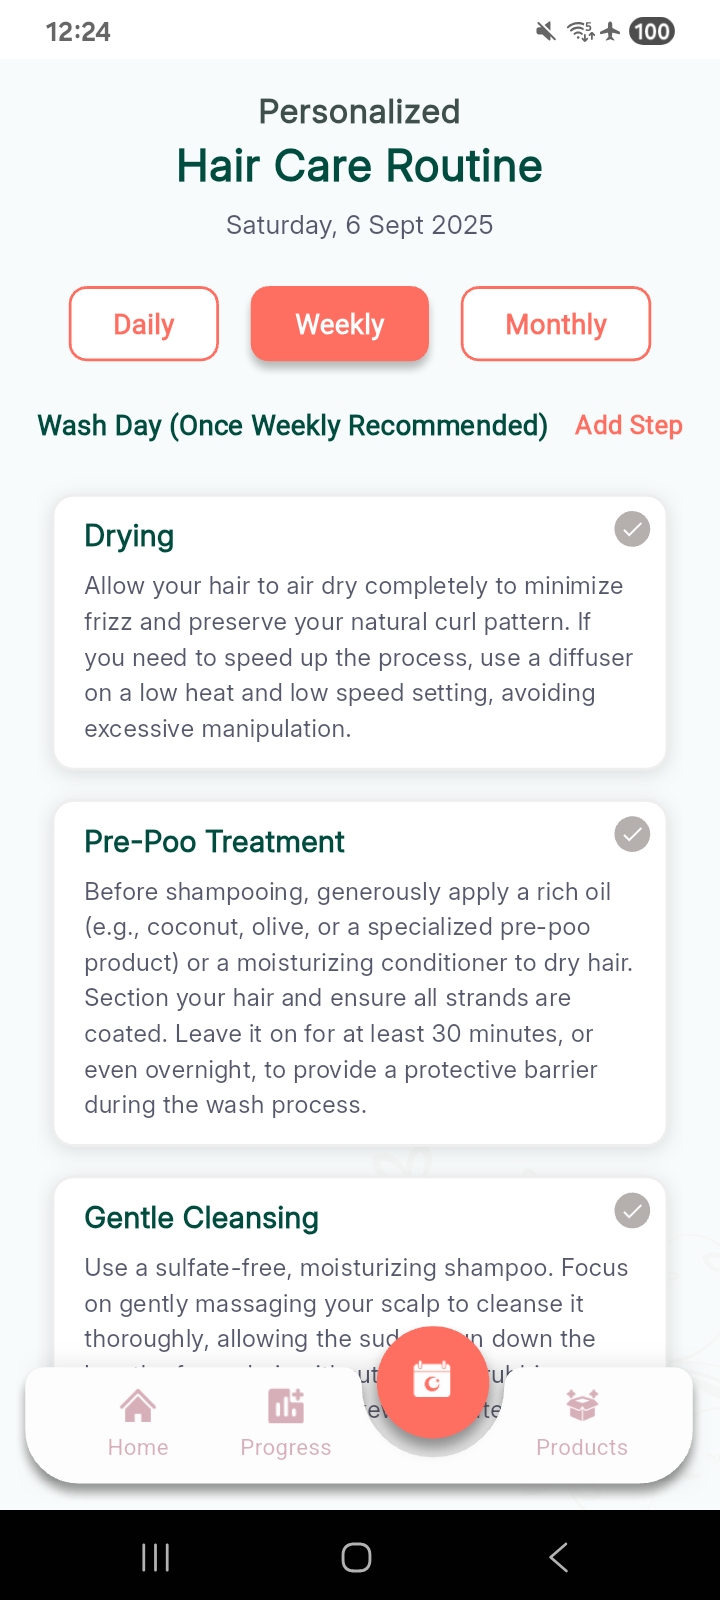 12:24
100
Personalized
Hair Care Routine
Saturday, 6 Sept 2025
Daily
Weekly
Monthly
Wash Day (Once Weekly Recommended)
Add Step
Drying
Allow your hair to air dry completely to minimize
frizz and preserve your natural curl pattern. If
you need to speed up the process, use a diffuser
on a low heat and low speed setting, avoiding
excessive manipulation.
Pre-Poo Treatment
Before shampooing, generously apply a rich oil
(e.g., coconut, olive, or a specialized pre-poo
product) or a moisturizing conditioner to dry hair.
Section your hair and ensure all strands are
coated. Leave it on for at least 30 minutes, or
even overnight, to provide a protective barrier
during the wash process.
Gentle Cleansing
Use a sulfate-free, moisturizing shampoo. Focus
on gently massaging your scalp to cleanse it
thoroughly, allowing the down the
Home
Progress
Products